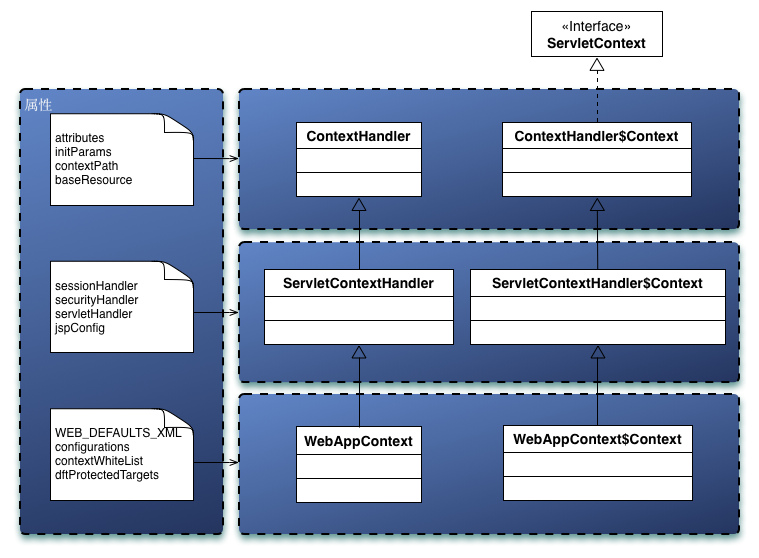 «Interface»
ServletContext
属性
attributes
initParams
contextPath
baseResource
ContextHandler
ContextHandler$Context
sessionHandler
securityHandler
servletHandler
jspConfig
ServletContextHandler
ServletContextHandler$Context
WEB_DEFAULTS_XML
configurations
contextWhiteList
dftProtectedTargets
WebAppContext
WebAppContext$Context